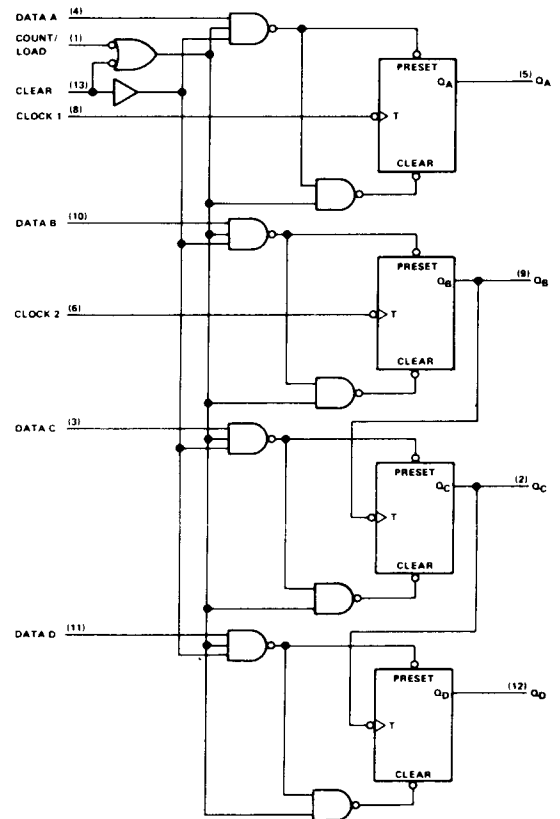 DATA A (4)
COUNT/ (1)
LOAD
CLEAR (13)
CLOCK 1 (8)
PRESET
QA (5) QA
T
CLEAR
DATA B (10)
PRESET
QB (9) QB
CLOCK 2 (6)
T
CLEAR
DATA C (3)
PRESET
QC (2) QC
T
CLEAR
DATA D (11)
PRESET
QD (12) QD
T
CLEAR